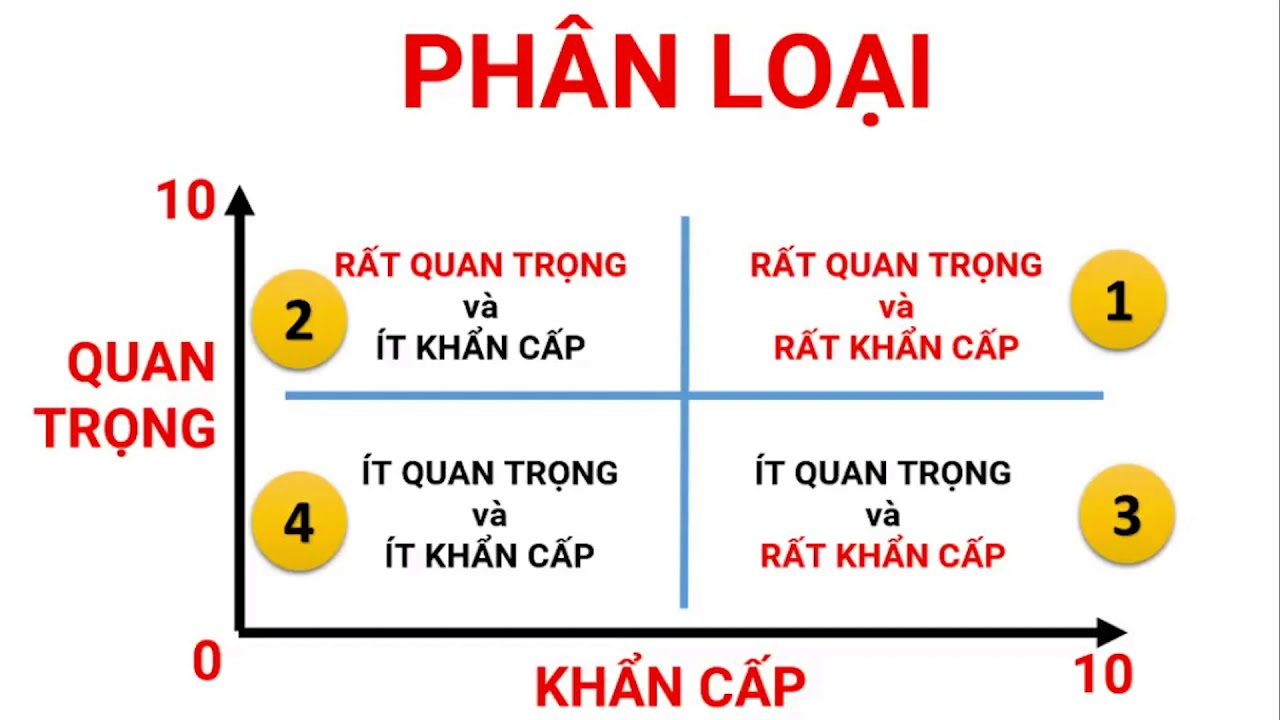 PHÂN LOẠI
10
RẤT QUAN TRỌNG
và
ÍT KHẨN CẤP
2
RẤT QUAN TRỌNG
và
RẤT KHẨN CẤP
1
QUAN
TRỌNG
ÍT QUAN TRỌNG
và
ÍT KHẨN CẤP
4
ÍT QUAN TRỌNG
và
RẤT KHẨN CẤP
3
0
KHẨN CẤP
10